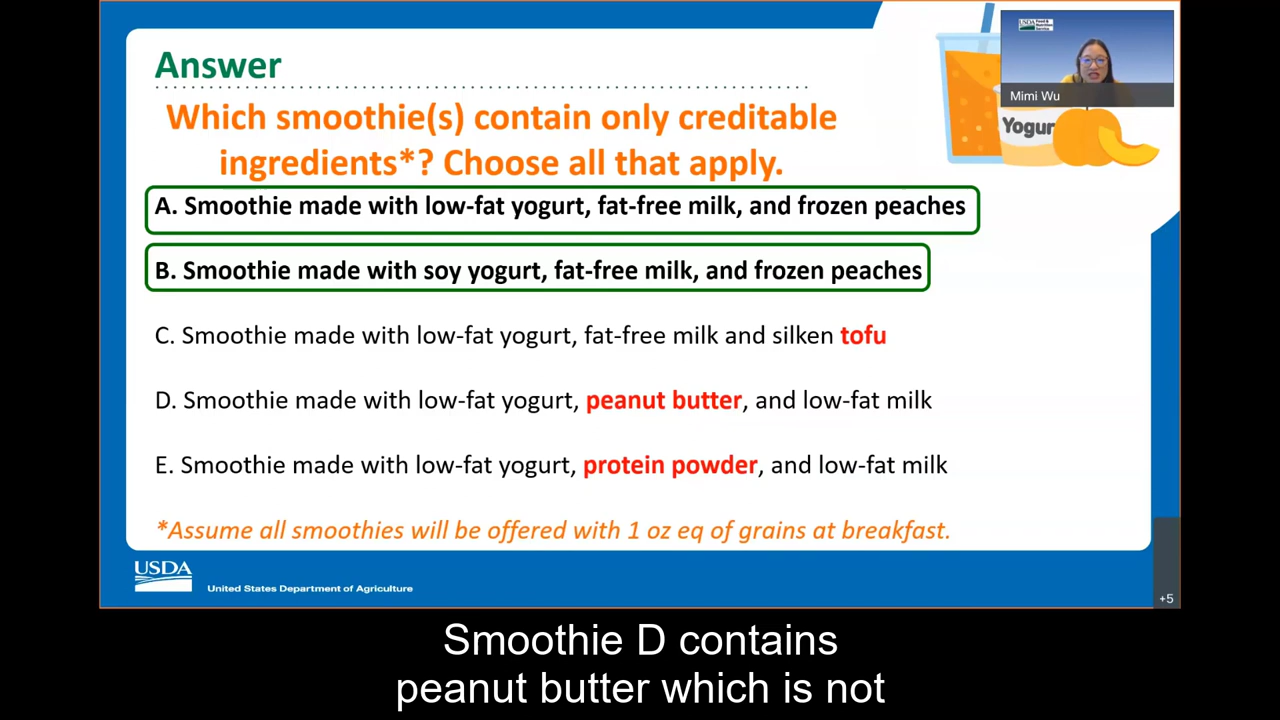 Answer
Which smoothie(s) contain only creditable
ingredients*? Choose all that apply.
A. Smoothie made with low-fat yogurt, fat-free milk, and frozen peaches
B. Smoothie made with soy yogurt, fat-free milk, and frozen peaches
C. Smoothie made with low-fat yogurt, fat-free milk and silken tofu
D. Smoothie made with low-fat yogurt, peanut butter, and low-fat milk
E. Smoothie made with low-fat yogurt, protein powder, and low-fat milk
*Assume all smoothies will be offered with 1 oz eq of grains at breakfast.
USDA
Food &
Nutrition
Service
Mimi Wu
Yogur
USDA
United States Department of Agriculture
+5
Smoothie D contains
peanut butter which is not